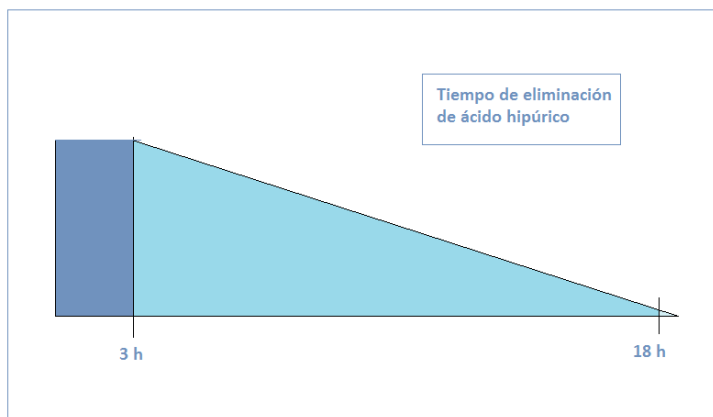 Tiempo de eliminación
de ácido hipúrico
3 h
18 h